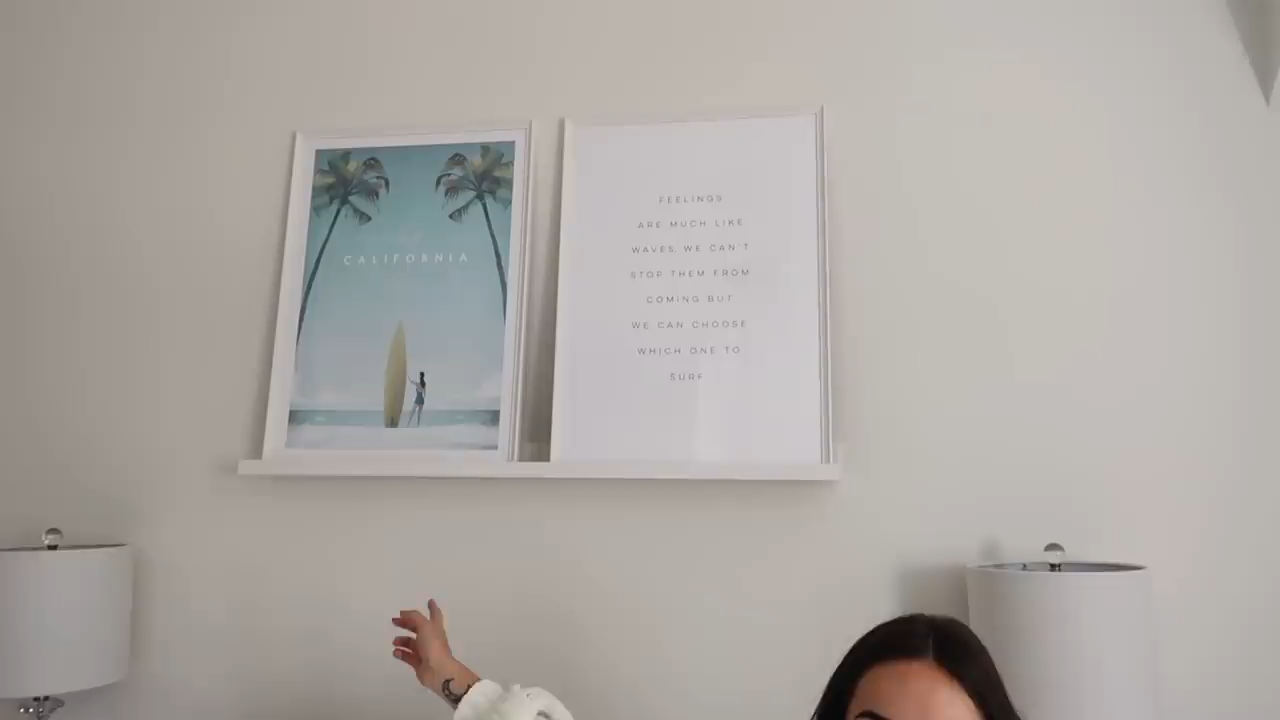 CALIFORNIA
FEELINGS
ARE MUCH LIKE
WAVES, WE CAN'T
STOP THEM FROM
COMING BUT
WE CAN CHOOSE
WHICH ONE TO
SURF